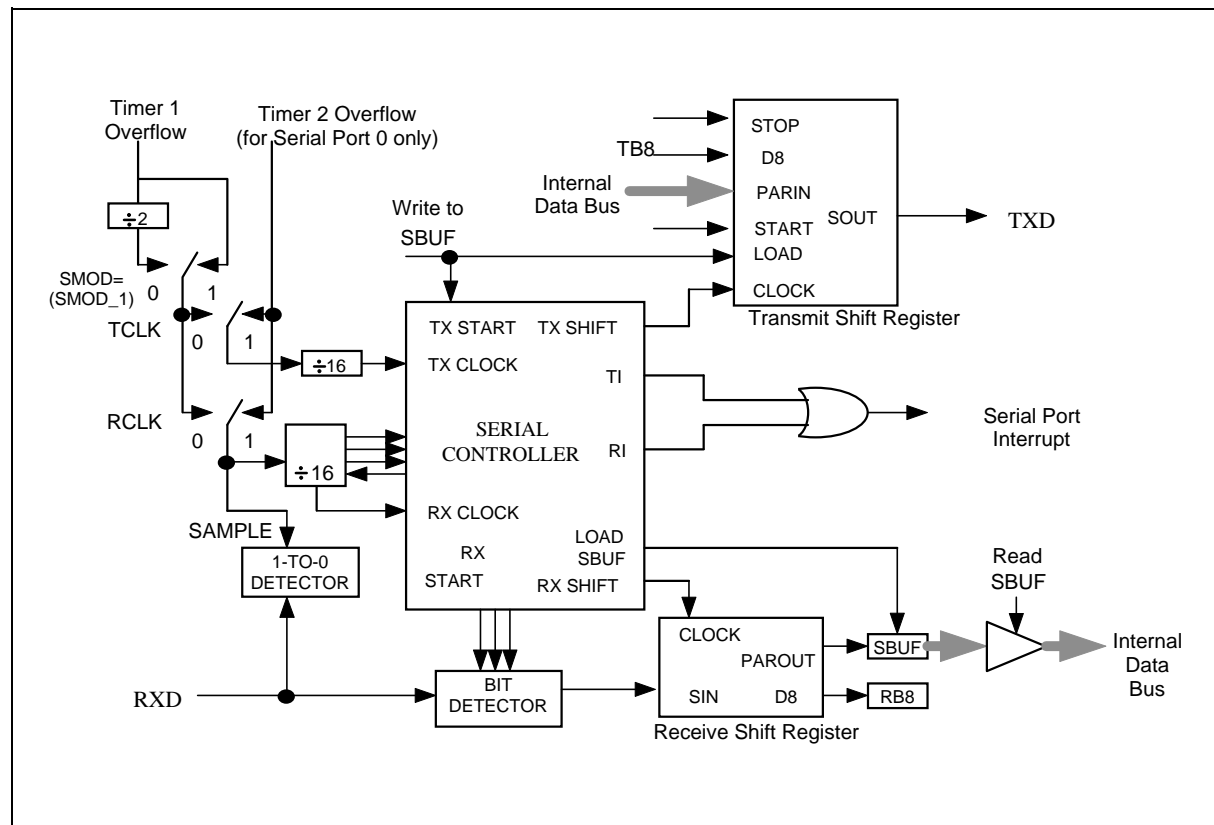 Timer 1
Overflow
Timer 2 Overflow
(for Serial Port 0 only)
÷2
SMOD=
(SMOD_1)
0
1
TCLK
0
1
÷16
RCLK
0
1
÷16
SAMPLE
1-TO-0
DETECTOR
RXD
Write to
SBUF
TX START
TX SHIFT
TX CLOCK
TI
SERIAL
CONTROLLER
RI
RX CLOCK
LOAD
SBUF
RX
START
RX SHIFT
BIT
DETECTOR
TB8
Internal
Data Bus
STOP
D8
PARIN
SOUT
START
LOAD
CLOCK
Transmit Shift Register
TXD
Serial Port
Interrupt
CLOCK
PAROUT
SIN
D8
Receive Shift Register
SBUF
RB8
Read
SBUF
Internal
Data
Bus